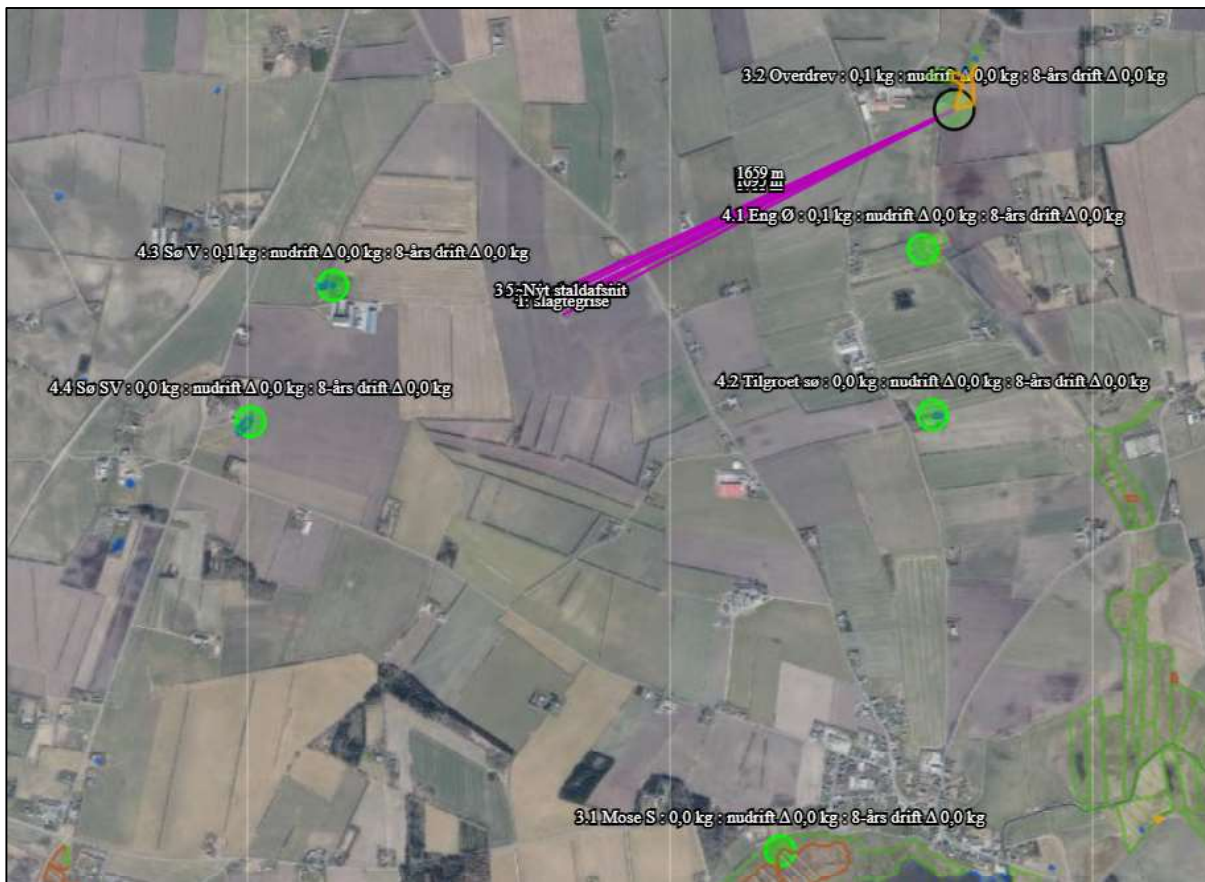 3.2 Overdrev : 0,1 kg : nudrift Δ 0,0 kg : 8-års drift Δ 0,0 kg
1659 m
4.1 Eng Ø : 0,1 kg : nudrift Δ 0,0 kg : 8-års drift Δ 0,0 kg
4.3 Sø V : 0,1 kg : nudrift Δ 0,0 kg : 8-års drift Δ 0,0 kg
Nyt staldafsnit
1: slagtegrise
4.2 Tilgroet sø : 0,0 kg : nudrift Δ 0,0 kg : 8-års drift Δ 0,0 kg
4.4 Sø SV : 0,0 kg : nudrift Δ 0,0 kg : 8-års drift Δ 0,0 kg
3.1 Mose S : 0,0 kg : nudrift Δ 0,0 kg : 8-års drift Δ 0,0 kg